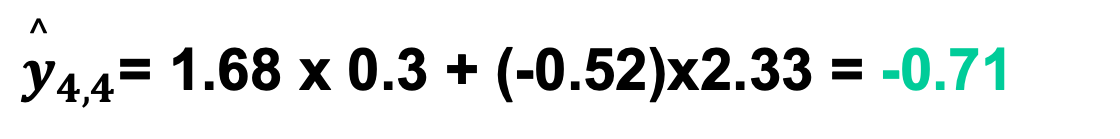 ŷ₄,₄= 1.68 x 0.3 + (-0.52)x2.33 = -0.71